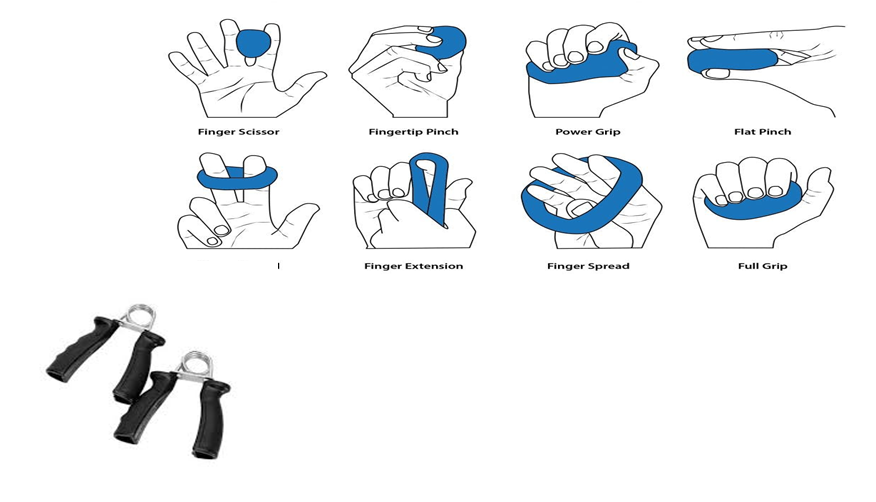 Finger Scissor
Fingertip Pinch
Power Grip
Flat Pinch
Finger Extension
Finger Spread
Full Grip